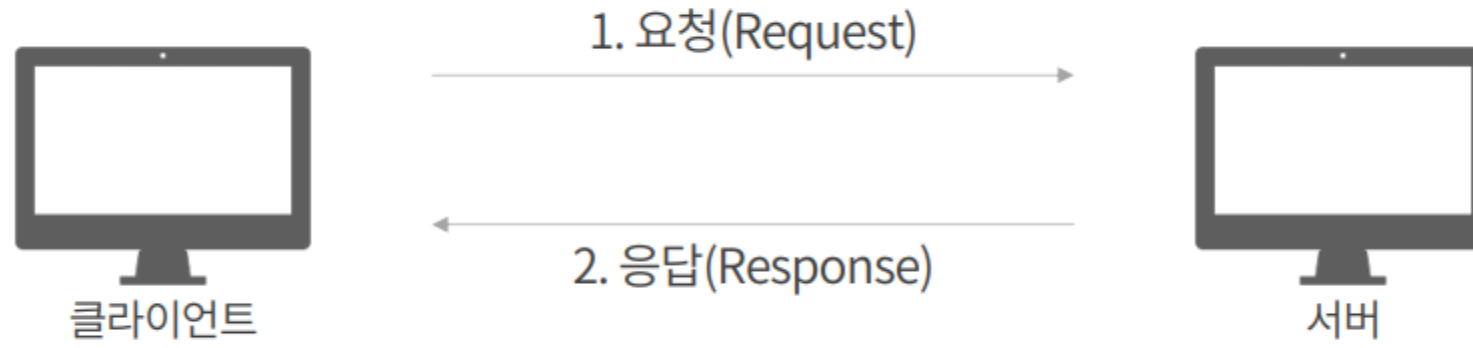 1. 요청(Request)
2. 응답(Response)
클라이언트
서버